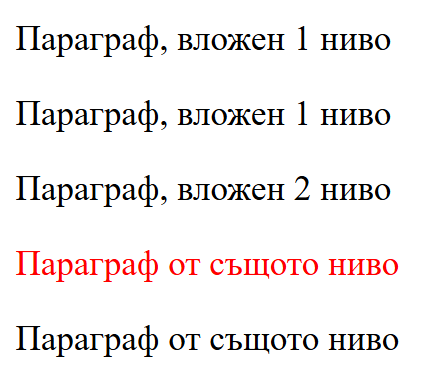 Параграф, вложен 1 ниво
Параграф, вложен 1 ниво
Параграф, вложен 2 ниво
Параграф от същото ниво
Параграф от същото ниво